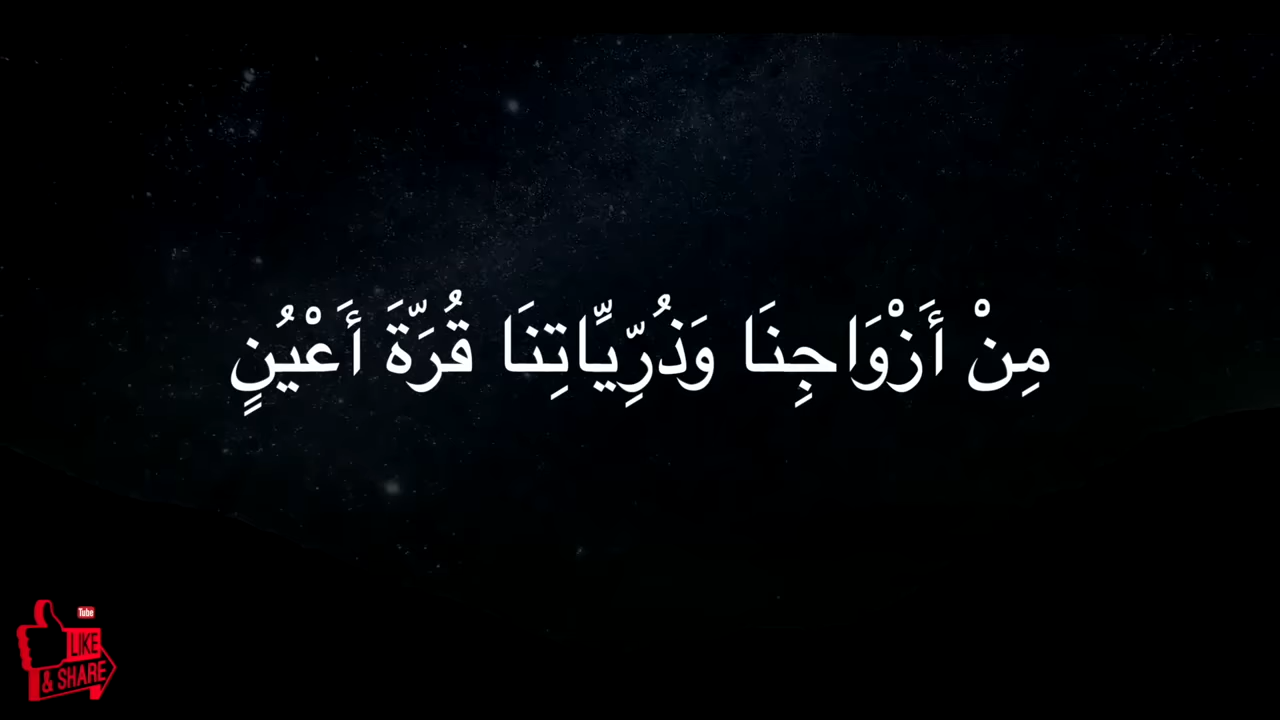 مِنْ أَزْوَاجِنَا وَذُرِّيَّاتِنَا قُرَّةَ أَعْيُنٍ
Tube
LIKE
& SHARE